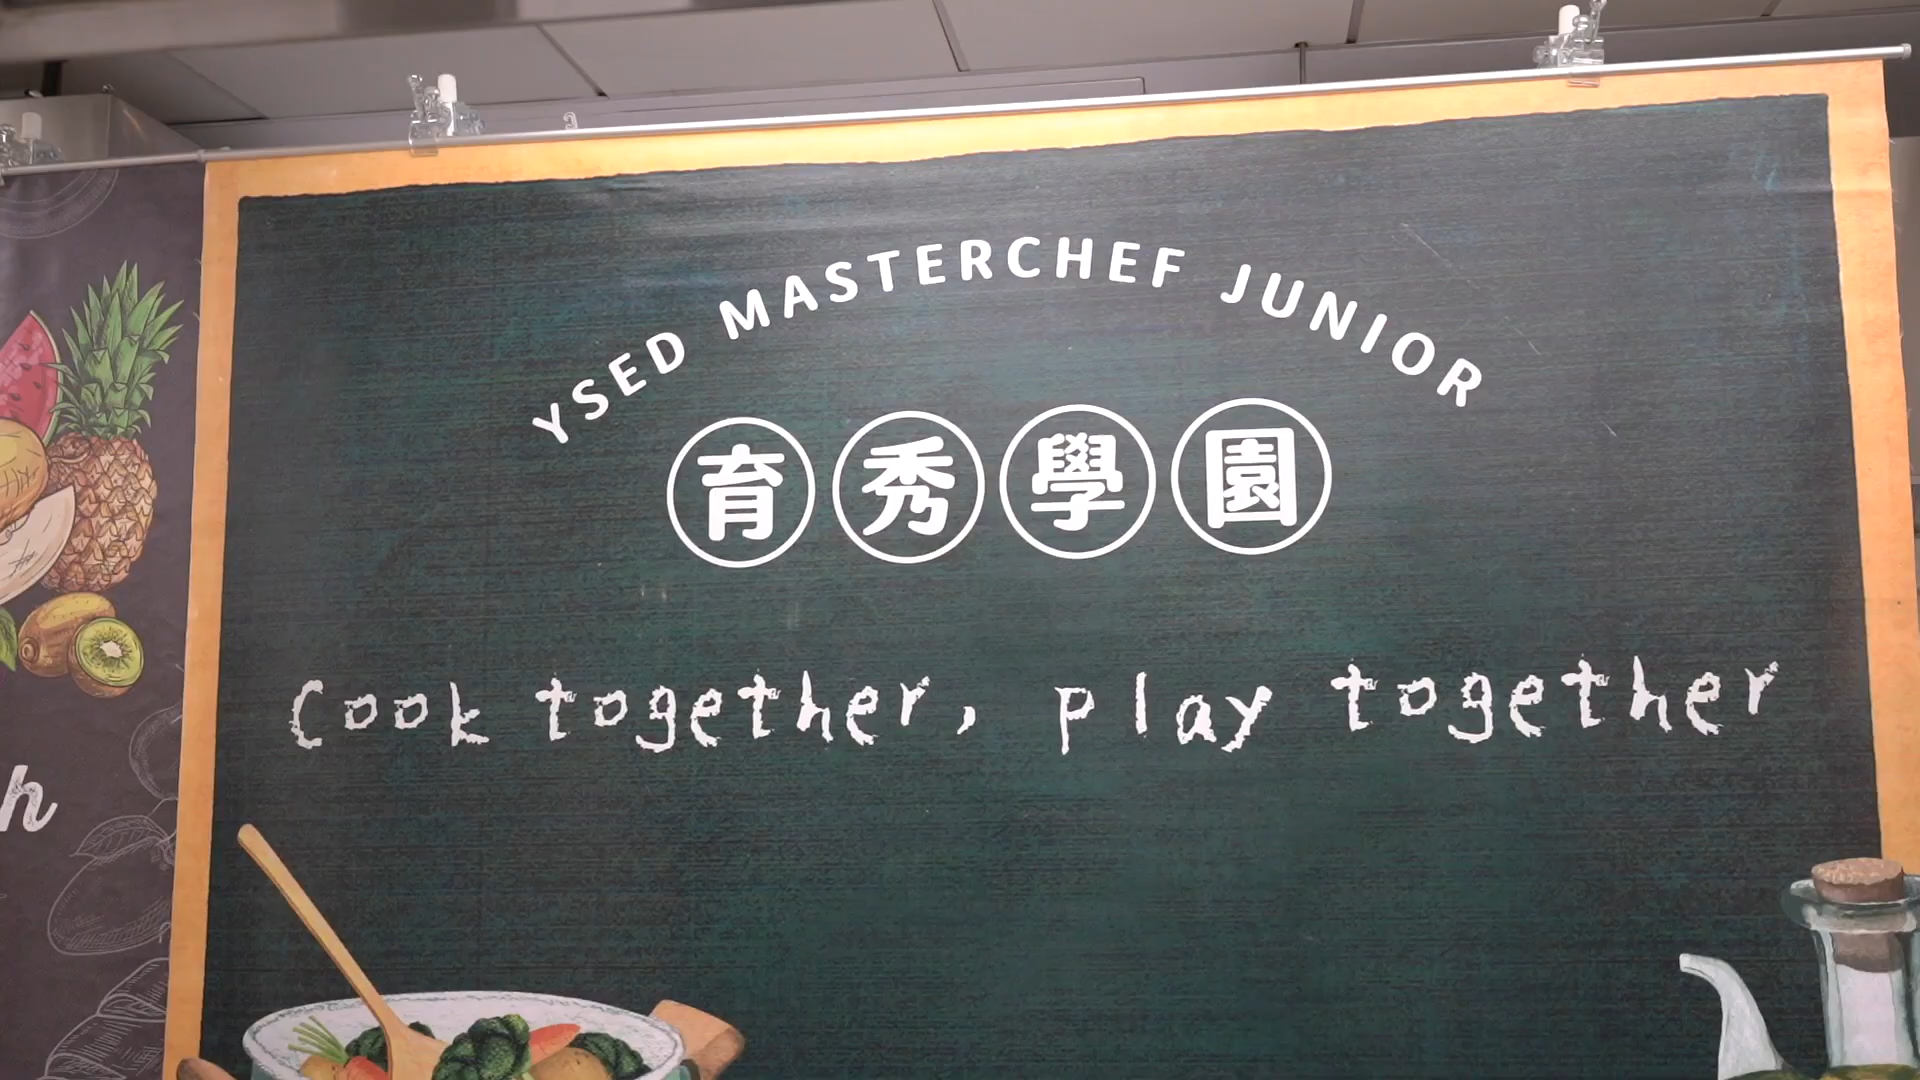 YSED MASTERCHEF JUNIOR
育秀學園
Cook together, play together
h